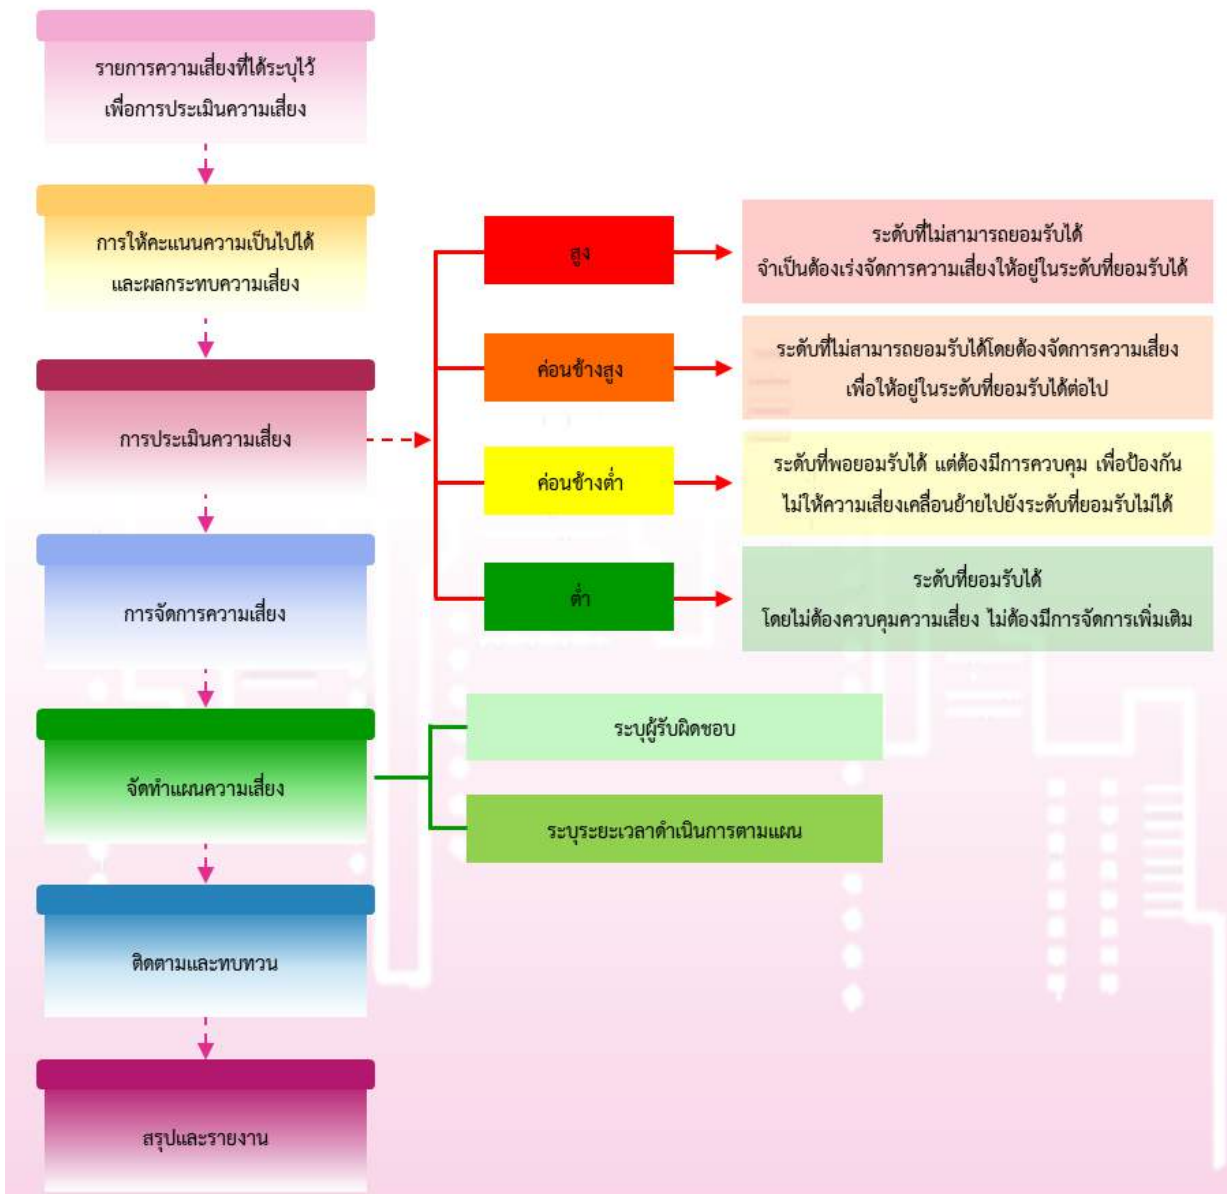 รายการความเสี่ยงที่ได้ระบุไว้
เพื่อการประเมินความเสี่ยง
การให้คะแนนความเป็นไปได้
และผลกระทบความเสี่ยง
การประเมินความเสี่ยง
สูง
ระดับที่ไม่สามารถยอมรับได้
จำเป็นต้องเร่งจัดการความเสี่ยงให้อยู่ในระดับที่ยอมรับได้
ค่อนข้างสูง
ระดับที่ไม่สามารถยอมรับได้โดยต้องจัดการความเสี่ยง
เพื่อให้อยู่ในระดับที่ยอมรับได้ต่อไป
ค่อนข้างต่ำ
ระดับที่พอยอมรับได้ แต่ต้องมีการควบคุม เพื่อป้องกัน
ไม่ให้ความเสี่ยงเคลื่อนย้ายไปยังระดับที่ยอมรับไม่ได้
ต่ำ
ระดับที่ยอมรับได้
โดยไม่ต้องควบคุมความเสี่ยง ไม่ต้องมีการจัดการเพิ่มเติม
การจัดการความเสี่ยง
จัดทำแผนความเสี่ยง
ระบุผู้รับผิดชอบ
ระบุระยะเวลาดำเนินการตามแผน
ติดตามและทบทวน
สรุปและรายงาน